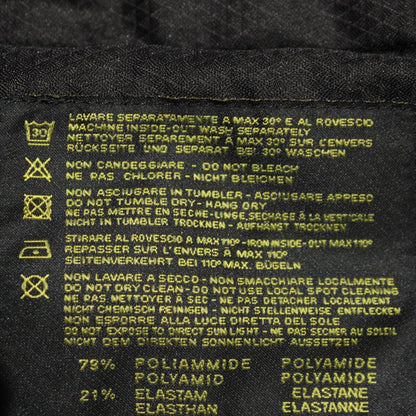 30
LAVARE SEPARATAMENTE A MAX 30° E AL ROVESCIO
MACHINE INSIDE-OUT WASH SEPARATELY
NETTOYER SEPAREMENT A MAX 30° SUR L'ENVERS
RÜCKSEITE UND SEPARAT BEI 30° WASCHEN
NON CANDEGGIARE - DO NOT BLEACH
NE PAS CHLORER - NICHT BLEICHEN
NON ASCIUGARE IN TUMBLER - ASCIUGARE APPESO
DO NOT TUMBLE DRY - HANG DRY
NE PAS METTRE EN SECHE-LINGE, SECHAGE A LA VERTICALE
NICHT IN TUMBLER TROCKNEN - AUFHÄNGT TROCKNEN
STIRARE AL ROVESCIO A MAX 110° - IRON INSIDE-OUT MAX 110°
REPASSER SUR L'ENVERS A MAX 110°
SEITENVERKEHRT BEI 110° MAX. BÜGELN
NON LAVARE A SECCO - NON SMACCHIARE LOCALMENTE
DO NOT DRY CLEAN - DO NOT USE LOCAL SPOT CLEANING
NE PAS NETTOYER À SEC - NE PAS DETACHER LOCALEMENT
NICHT CHEMISCH REINIGEN - NICHT STELLENWEISE ENTFLECKEN
NON ESPORRE ALLA LUCE DIRETTA DEL SOLE
DO NOT EXPOSE TO DIRECT SUN LIGHT - NE PAS SECHER AU SOLEIL
NICHT DEM DIREKTEN SONNENLICHT AUSSETZEN
79% POLIAMMIDE POLYAMIDE
POLYAMID POLYAMIDE
21% ELASTAM ELASTANE
ELASTHAN ELASTANNE